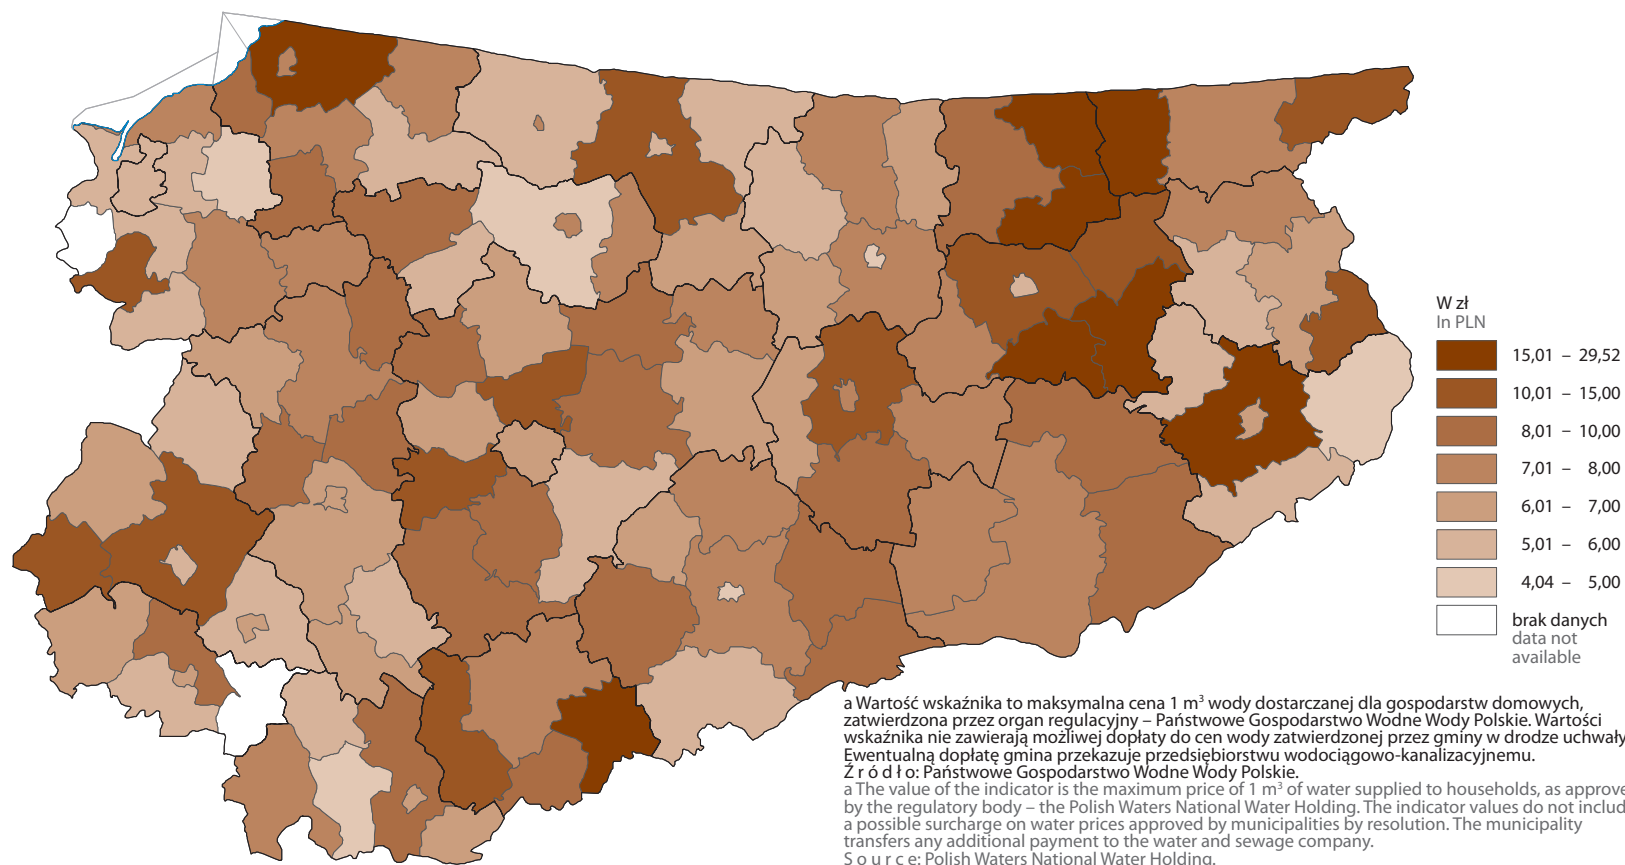 W zł
In PLN
15,01 – 29,52
10,01 – 15,00
8,01 – 10,00
7,01 – 8,00
6,01 – 7,00
5,01 – 6,00
4,04 – 5,00
brak danych
data not
available
a Wartość wskaźnika to maksymalna cena 1 m³ wody dostarczanej dla gospodarstw domowych,
zatwierdzona przez organ regulacyjny – Państwowe Gospodarstwo Wodne Wody Polskie. Wartości
wskaźnika nie zawierają możliwej dopłaty do cen wody zatwierdzonej przez gminy w drodze uchwały
Ewentualną dopłatę gmina przekazuje przedsiębiorstwu wodociągowo-kanalizacyjnemu.
Ź r ó d ł o: Państwowe Gospodarstwo Wodne Wody Polskie.
a The value of the indicator is the maximum price of 1 m³ of water supplied to households, as approve
by the regulatory body – the Polish Waters National Water Holding. The indicator values do not includ
a possible surcharge on water prices approved by municipalities by resolution. The municipality
transfers any additional payment to the water and sewage company.
S o u r c e: Polish Waters National Water Holding.